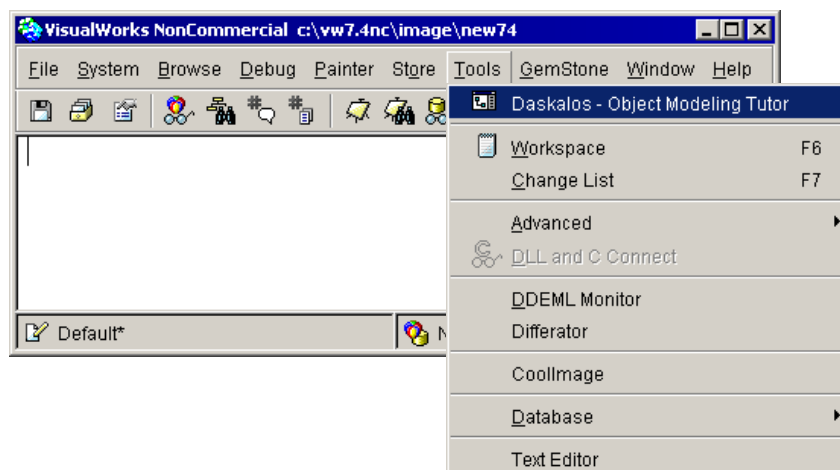 VisualWorks NonCommercial c:\vw7.4nc\image\new74
File System Browse Debug Painter Store Tools GemStone Window Help
Daskalos - Object Modeling Tutor
Workspace F6
Change List F7
Advanced
DLL and C Connect
DDEML Monitor
Differator
CoolImage
Database
Text Editor
Default*